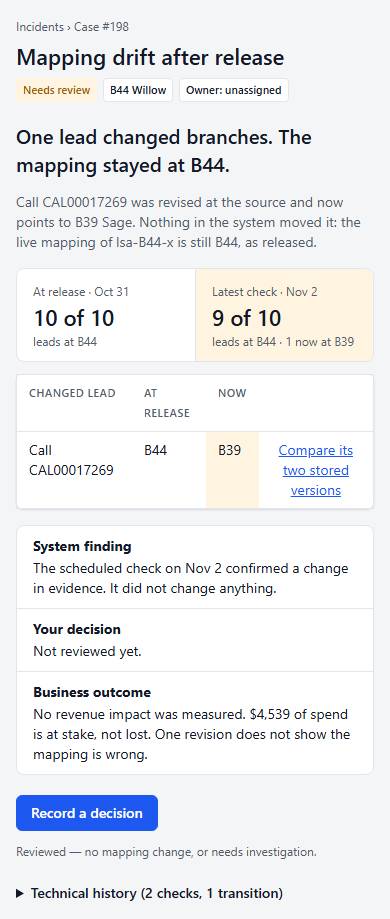 Incidents › Case #198
Mapping drift after release
Needs review B44 Willow Owner: unassigned
One lead changed branches. The
mapping stayed at B44.
Call CAL00017269 was revised at the source and now
points to B39 Sage. Nothing in the system moved it: the
live mapping of lsa-B44-x is still B44, as released.
At release · Oct 31
10 of 10
leads at B44
Latest check · Nov 2
9 of 10
leads at B44 · 1 now at B39
CHANGED LEAD AT RELEASE NOW
Call CAL00017269 B44 B39 Compare its two stored versions
System finding
The scheduled check on Nov 2 confirmed a change
in evidence. It did not change anything.
Your decision
Not reviewed yet.
Business outcome
No revenue impact was measured. $4,539 of spend
is at stake, not lost. One revision does not show the
mapping is wrong.
Record a decision
Reviewed — no mapping change, or needs investigation.
Technical history (2 checks, 1 transition)